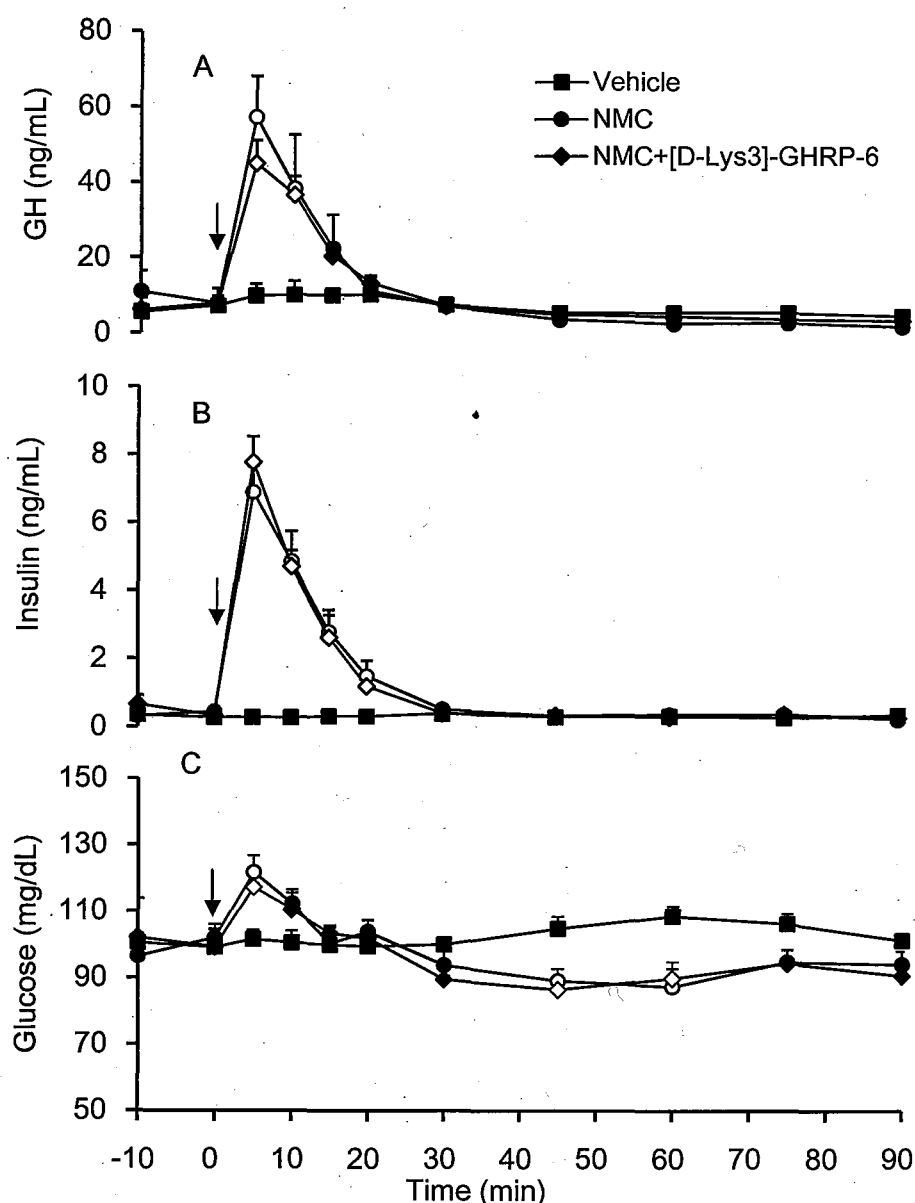 A
GH (ng/mL)
80
60
40
20
0
Vehicle
NMC
NMC+[D-Lys3]-GHRP-6
B
Insulin (ng/mL)
10
8
6
4
2
0
C
Glucose (mg/dL)
150
130
110
90
70
50
-10 0 10 20 30 40 50 60 70 80 90
Time (min)